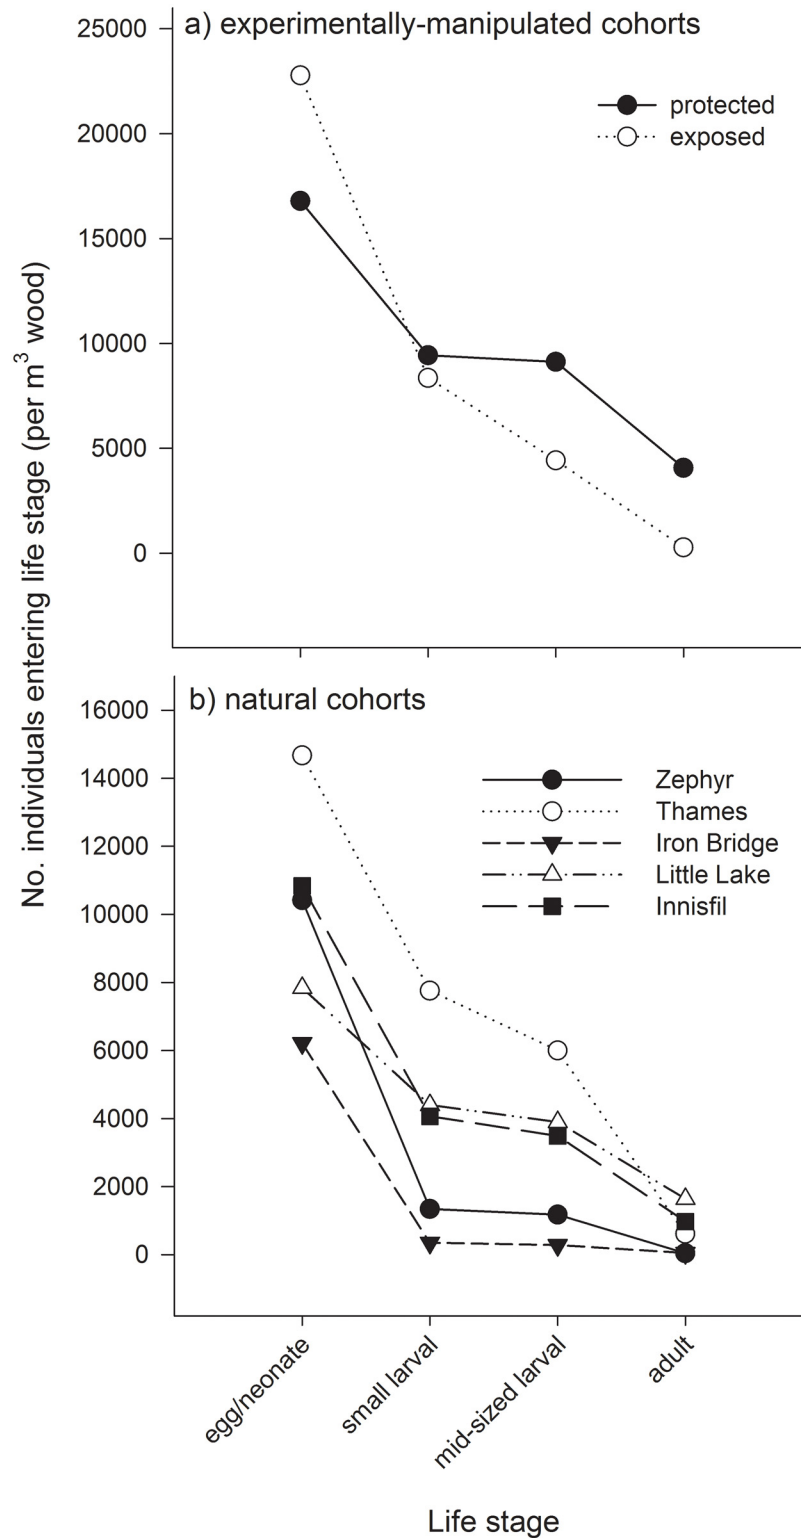 a) experimentally-manipulated cohorts
25000
20000
15000
10000
5000
0
protected
exposed
No. individuals entering life stage (per m³ wood)
b) natural cohorts
16000
14000
12000
10000
8000
6000
4000
2000
0
Zephyr
Thames
Iron Bridge
Little Lake
Innisfil
egg/neonate
small larval
mid-sized larval
adult
Life stage